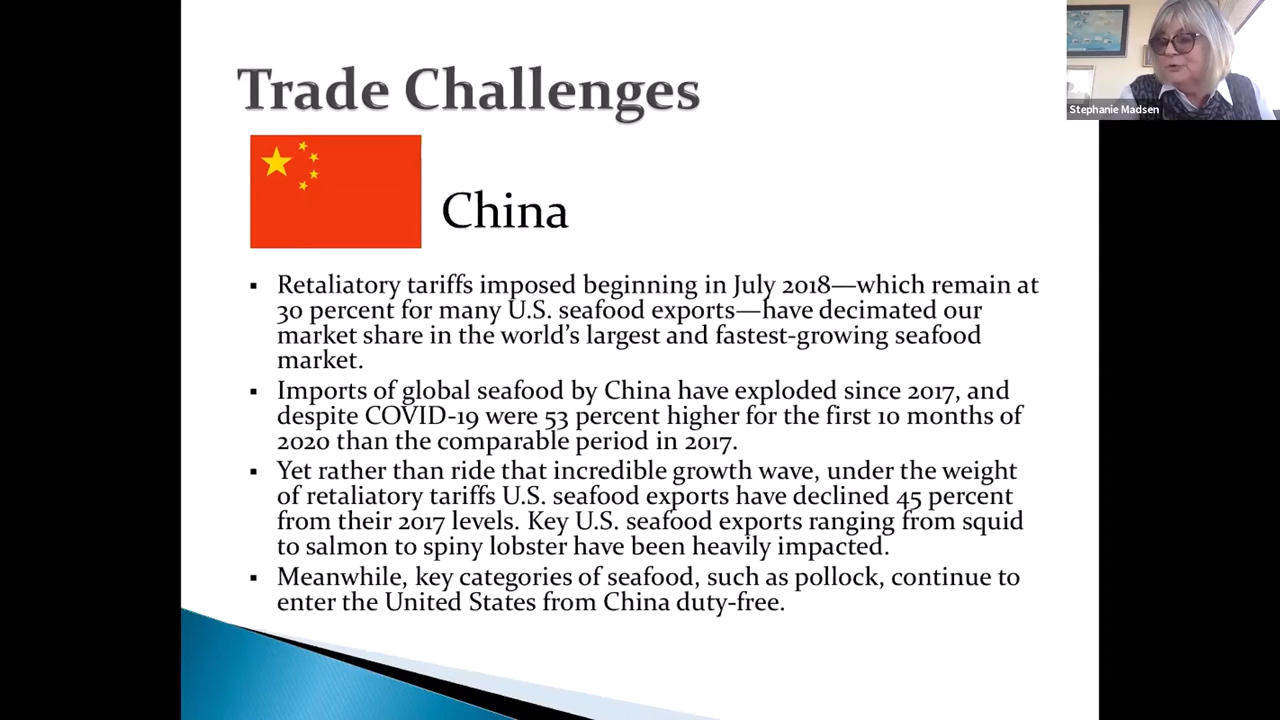 Trade Challenges
Stephanie Madsen
China
▪ Retaliatory tariffs imposed beginning in July 2018—which remain at
30 percent for many U.S. seafood exports—have decimated our
market share in the world’s largest and fastest-growing seafood
market.
▪ Imports of global seafood by China have exploded since 2017, and
despite COVID-19 were 53 percent higher for the first 10 months of
2020 than the comparable period in 2017.
▪ Yet rather than ride that incredible growth wave, under the weight
of retaliatory tariffs U.S. seafood exports have declined 45 percent
from their 2017 levels. Key U.S. seafood exports ranging from squid
to salmon to spiny lobster have been heavily impacted.
▪ Meanwhile, key categories of seafood, such as pollock, continue to
enter the United States from China duty-free.